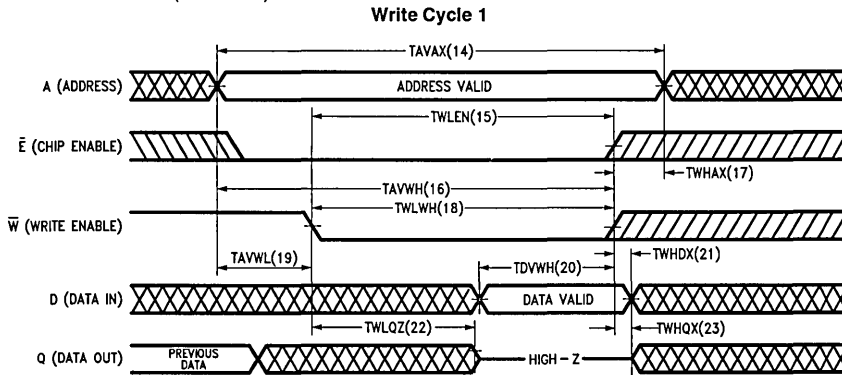 Write Cycle 1
TAVAX(14)
A (ADDRESS)
ADDRESS VALID
TWLEN(15)
E̅ (CHIP ENABLE)
TWHAX(17)
TAVWH(16)
TWLWH(18)
W̅ (WRITE ENABLE)
TAVWL(19)
TDVWH(20)
TWHDX(21)
D (DATA IN)
DATA VALID
TWLQZ(22)
TWHQX(23)
Q (DATA OUT)
PREVIOUS
DATA
HIGH-Z